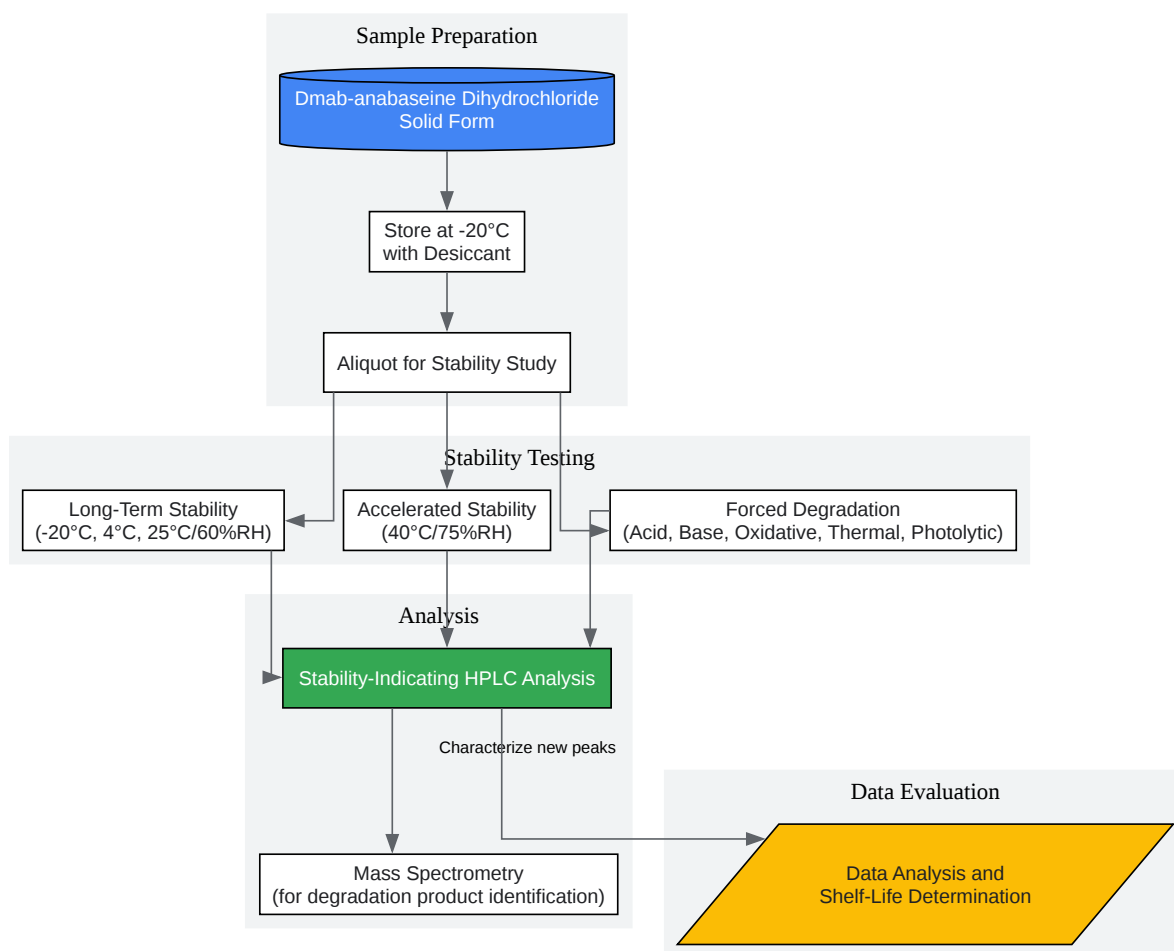 Sample Preparation
Dmab-anabaseine Dihydrochloride
Solid Form
Store at -20°C
with Desiccant
Aliquot for Stability Study
Stability Testing
Long-Term Stability
(-20°C, 4°C, 25°C/60%RH)
Accelerated Stability
(40°C/75%RH)
Forced Degradation
(Acid, Base, Oxidative, Thermal, Photolytic)
Analysis
Stability-Indicating HPLC Analysis
Characterize new peaks
Mass Spectrometry
(for degradation product identification)
Data Evaluation
Data Analysis and
Shelf-Life Determination